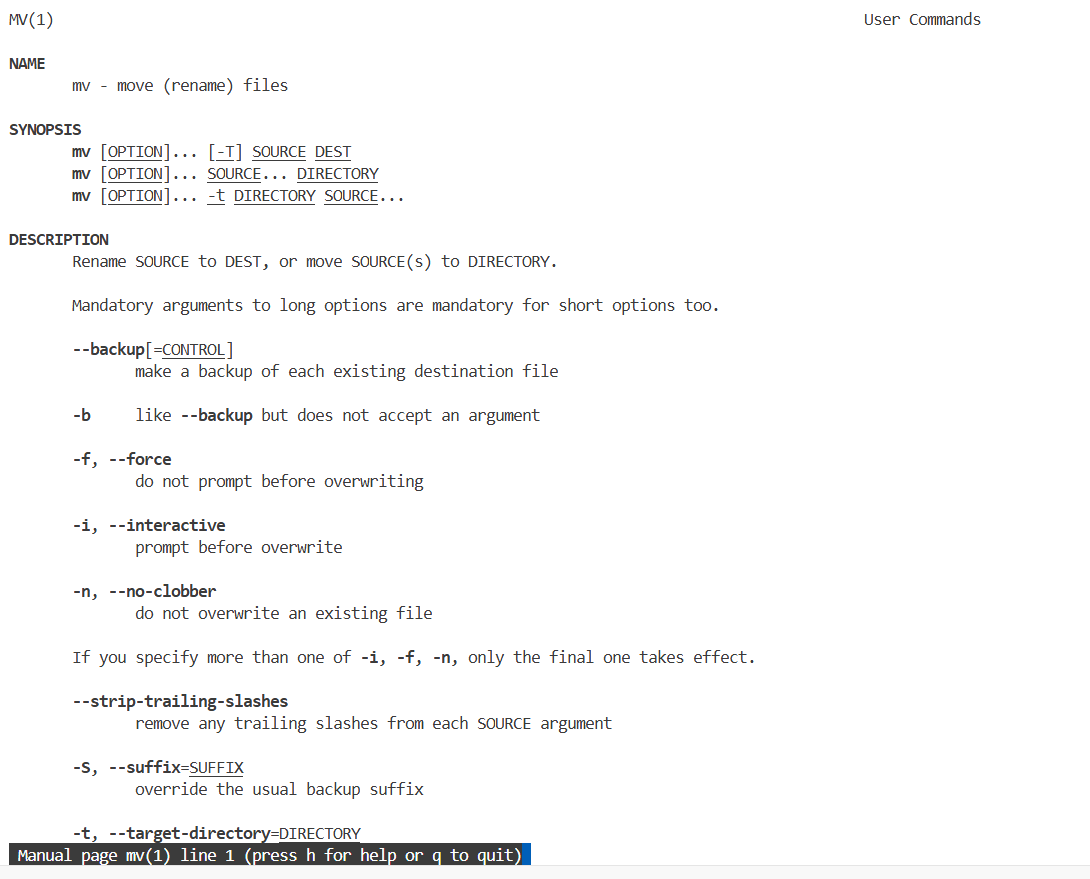 MV(1) User Commands
NAME
mv - move (rename) files
SYNOPSIS
mv [OPTION]... [-T] SOURCE DEST
mv [OPTION]... SOURCE... DIRECTORY
mv [OPTION]... -t DIRECTORY SOURCE...
DESCRIPTION
Rename SOURCE to DEST, or move SOURCE(s) to DIRECTORY.
Mandatory arguments to long options are mandatory for short options too.
--backup[=CONTROL]
make a backup of each existing destination file
-b like --backup but does not accept an argument
-f, --force
do not prompt before overwriting
-i, --interactive
prompt before overwrite
-n, --no-clobber
do not overwrite an existing file
If you specify more than one of -i, -f, -n, only the final one takes effect.
--strip-trailing-slashes
remove any trailing slashes from each SOURCE argument
-S, --suffix=SUFFIX
override the usual backup suffix
-t, --target-directory=DIRECTORY
Manual page mv(1) line 1 (press h for help or q to quit)